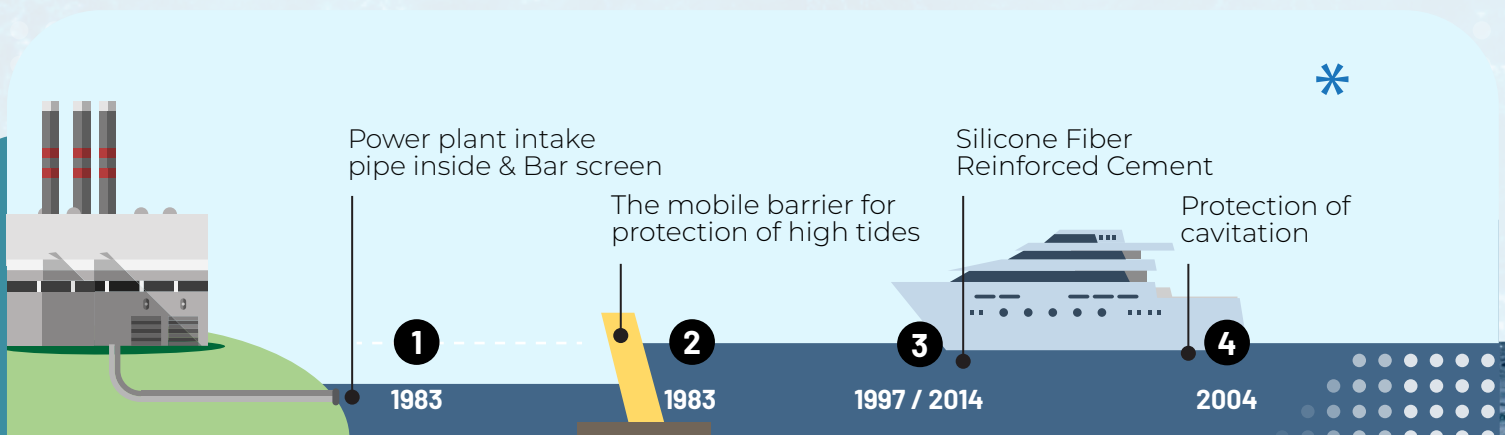 *
Power plant intake
pipe inside & Bar screen
1
1983
The mobile barrier for
protection of high tides
2
1983
Silicone Fiber
Reinforced Cement
3
1997 / 2014
Protection of
cavitation
4
2004